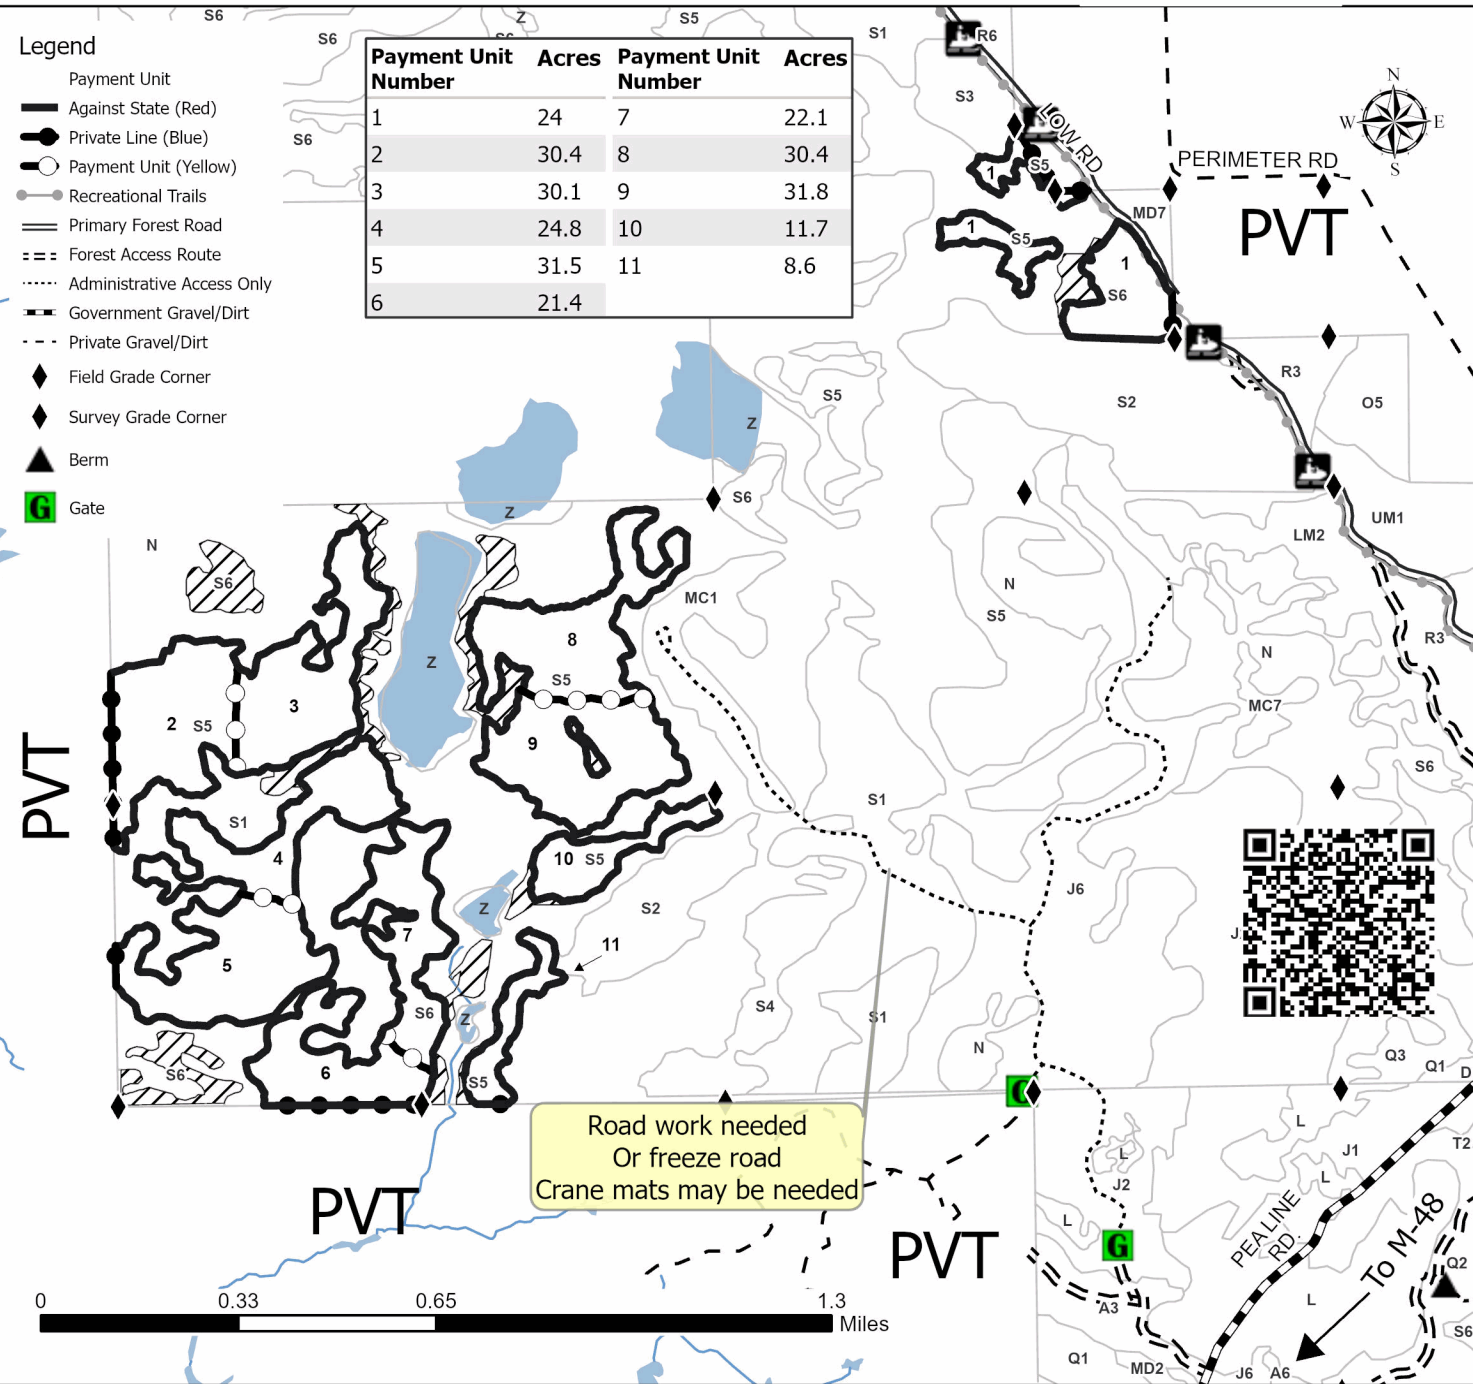 Legend
Payment Unit
Against State (Red)
Private Line (Blue)
Payment Unit (Yellow)
Recreational Trails
Primary Forest Road
Forest Access Route
Administrative Access Only
Government Gravel/Dirt
Private Gravel/Dirt
Field Grade Corner
Survey Grade Corner
Berm
G Gate
Payment Unit Number Acres Payment Unit Number Acres
1 24 7 22.1
2 30.4 8 30.4
3 30.1 9 31.8
4 24.8 10 11.7
5 31.5 11 8.6
6 21.4
S6
S6
Z
S5
S1
R6
S6
S3
LOW RD
N
W E
S
PERIMETER RD
1
S5
MD7
PVT
1
S5
1
S6
S2
R3
O5
S5
Z
S6
Z
UM1
LM2
N
S6
MC1
N
S5
8
S5
Z
N
R3
3
2
S5
9
MC7
PVT
S6
S1
S1
4
10
S5
J6
Z
S2
7
11
5
S6
Z
S4
S1
N
Q3
Q1
D
S6
6
S5
G
Road work needed
Or freeze road
Crane mats may be needed
L
J1
T2
L
L
J2
L
PVT
PVT
G
PEALINE
RD.
To M-48
Q2
A3
L
S6
0 0.33 0.65 1.3
Miles
Q1
MD2
J6
A6